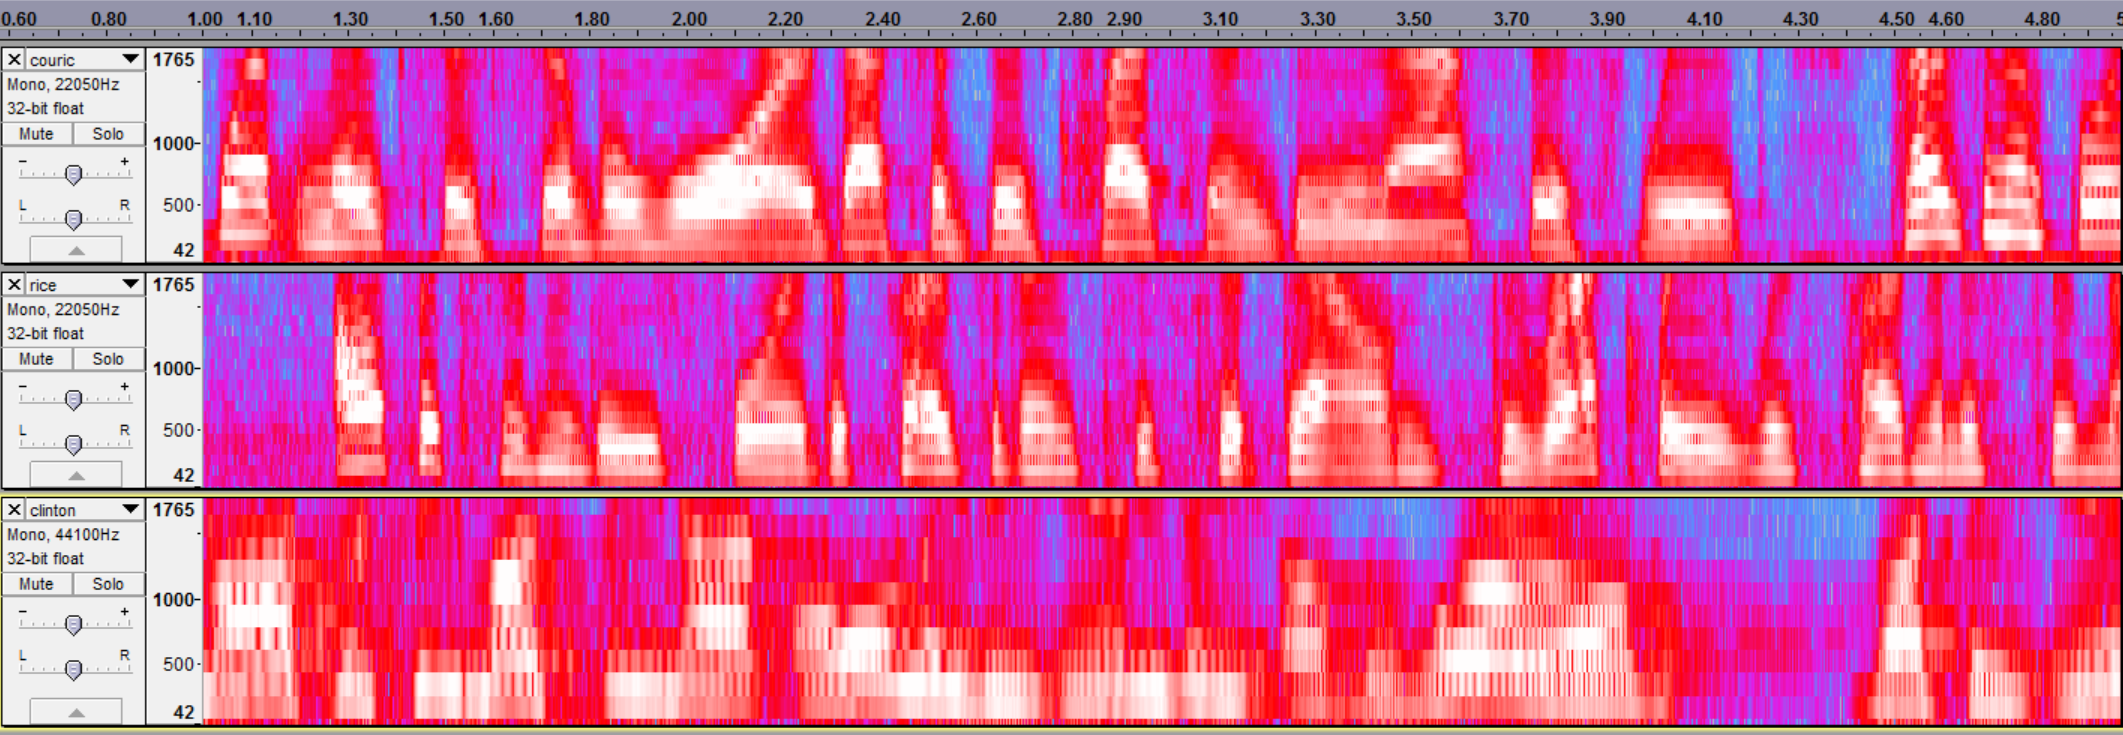 0.60 0.80 1.00 1.10 1.30 1.50 1.60 1.80 2.00 2.20 2.40 2.60 2.80 2.90 3.10 3.30 3.50 3.70 3.90 4.10 4.30 4.50 4.60 4.80 5
couric 1765
Mono, 22050Hz
32-bit float
Mute Solo 1000-
- +
L R 500-
42
rice 1765
Mono, 22050Hz
32-bit float
Mute Solo 1000-
- +
L R 500-
42
clinton 1765
Mono, 44100Hz
32-bit float
Mute Solo 1000-
- +
L R 500-
42